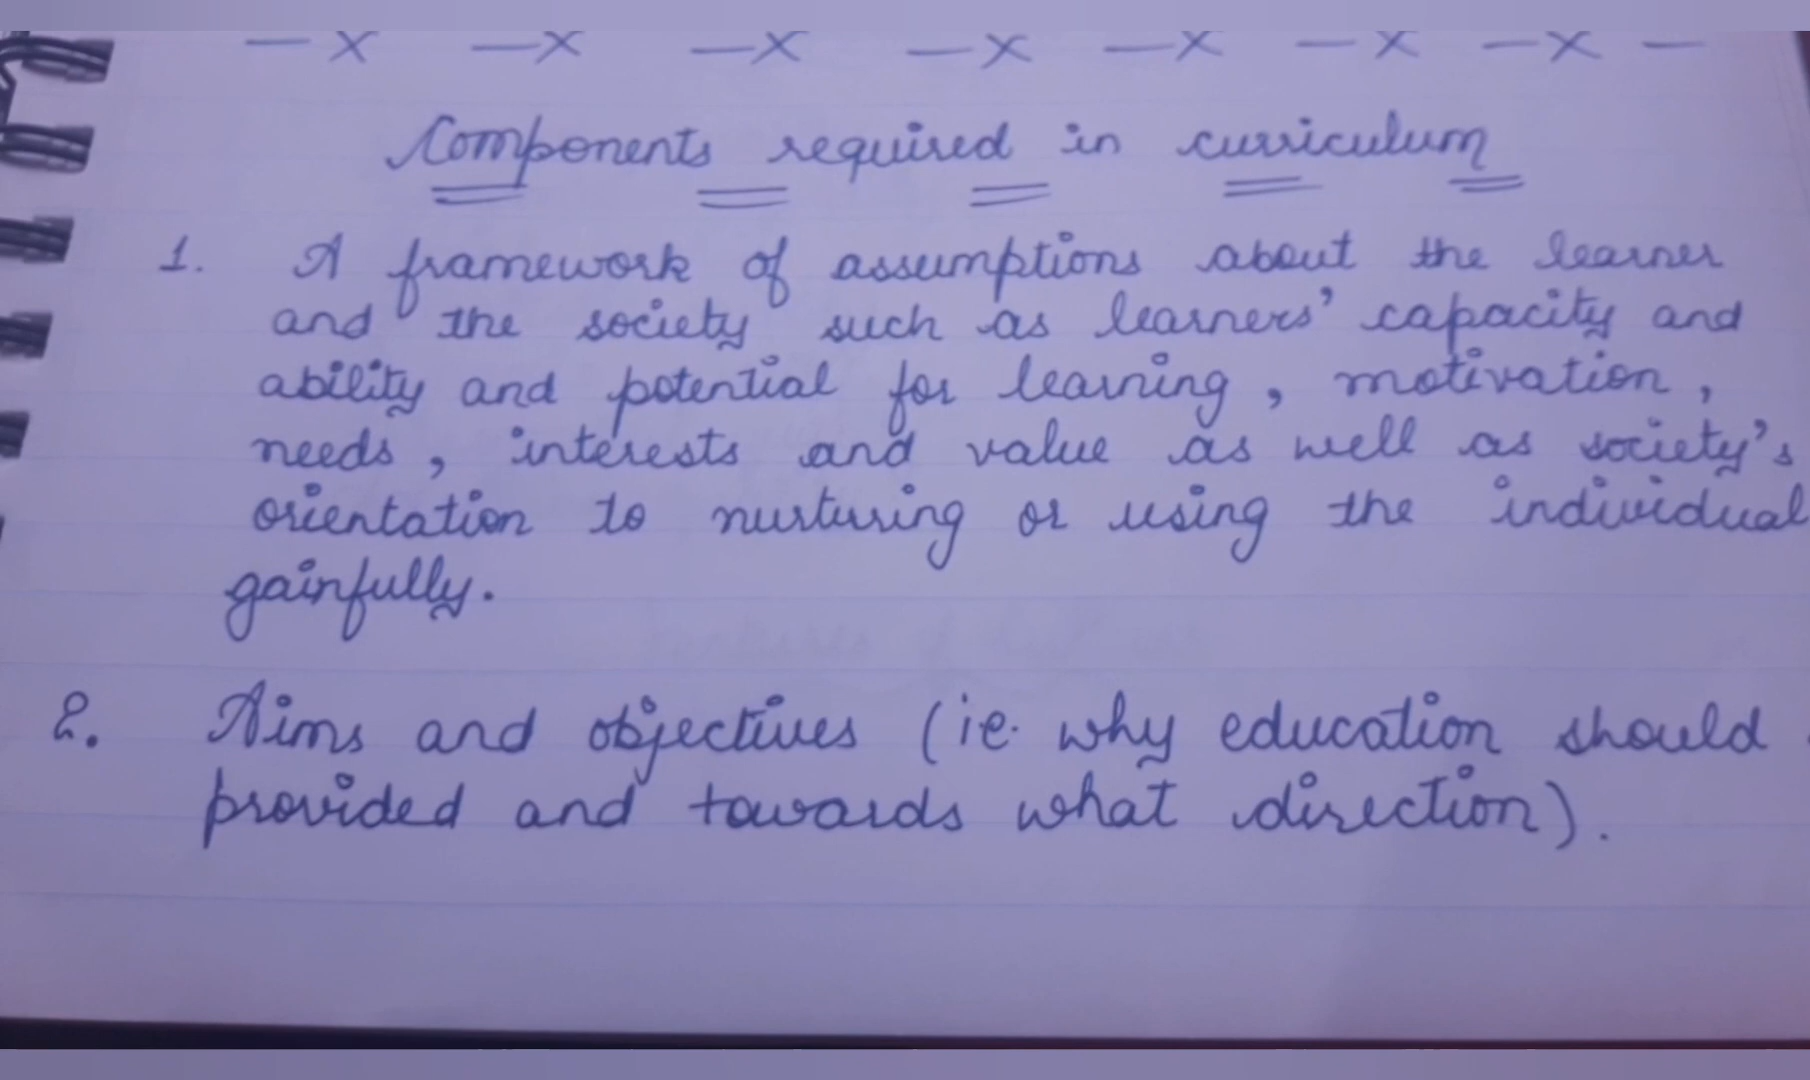 — X — X — X — X — X — X — X —
Components required in curriculum
1. A framework of assumptions about the learner
and the society such as learners' capacity and
ability and potential for learning, motivation,
needs, interests and value as well as society's
orientation to nurturing or using the individual
gainfully.
2. Aims and objectives (ie. why education should
provided and towards what direction).